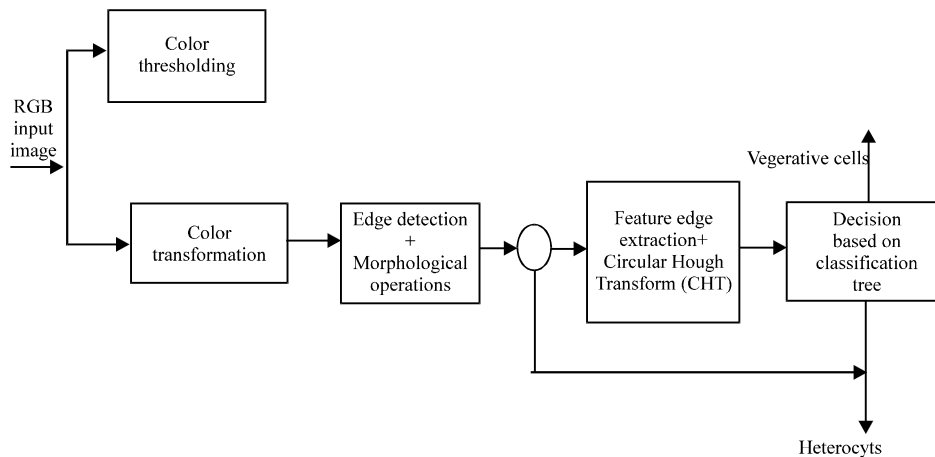 Color
thresholding
RGB
input
image
Color
transformation
Edge detection
+
Morphological
operations
Feature edge
extraction+
Circular Hough
Transform (CHT)
Vegerative cells
Decision
based on
classification
tree
Heterocyts